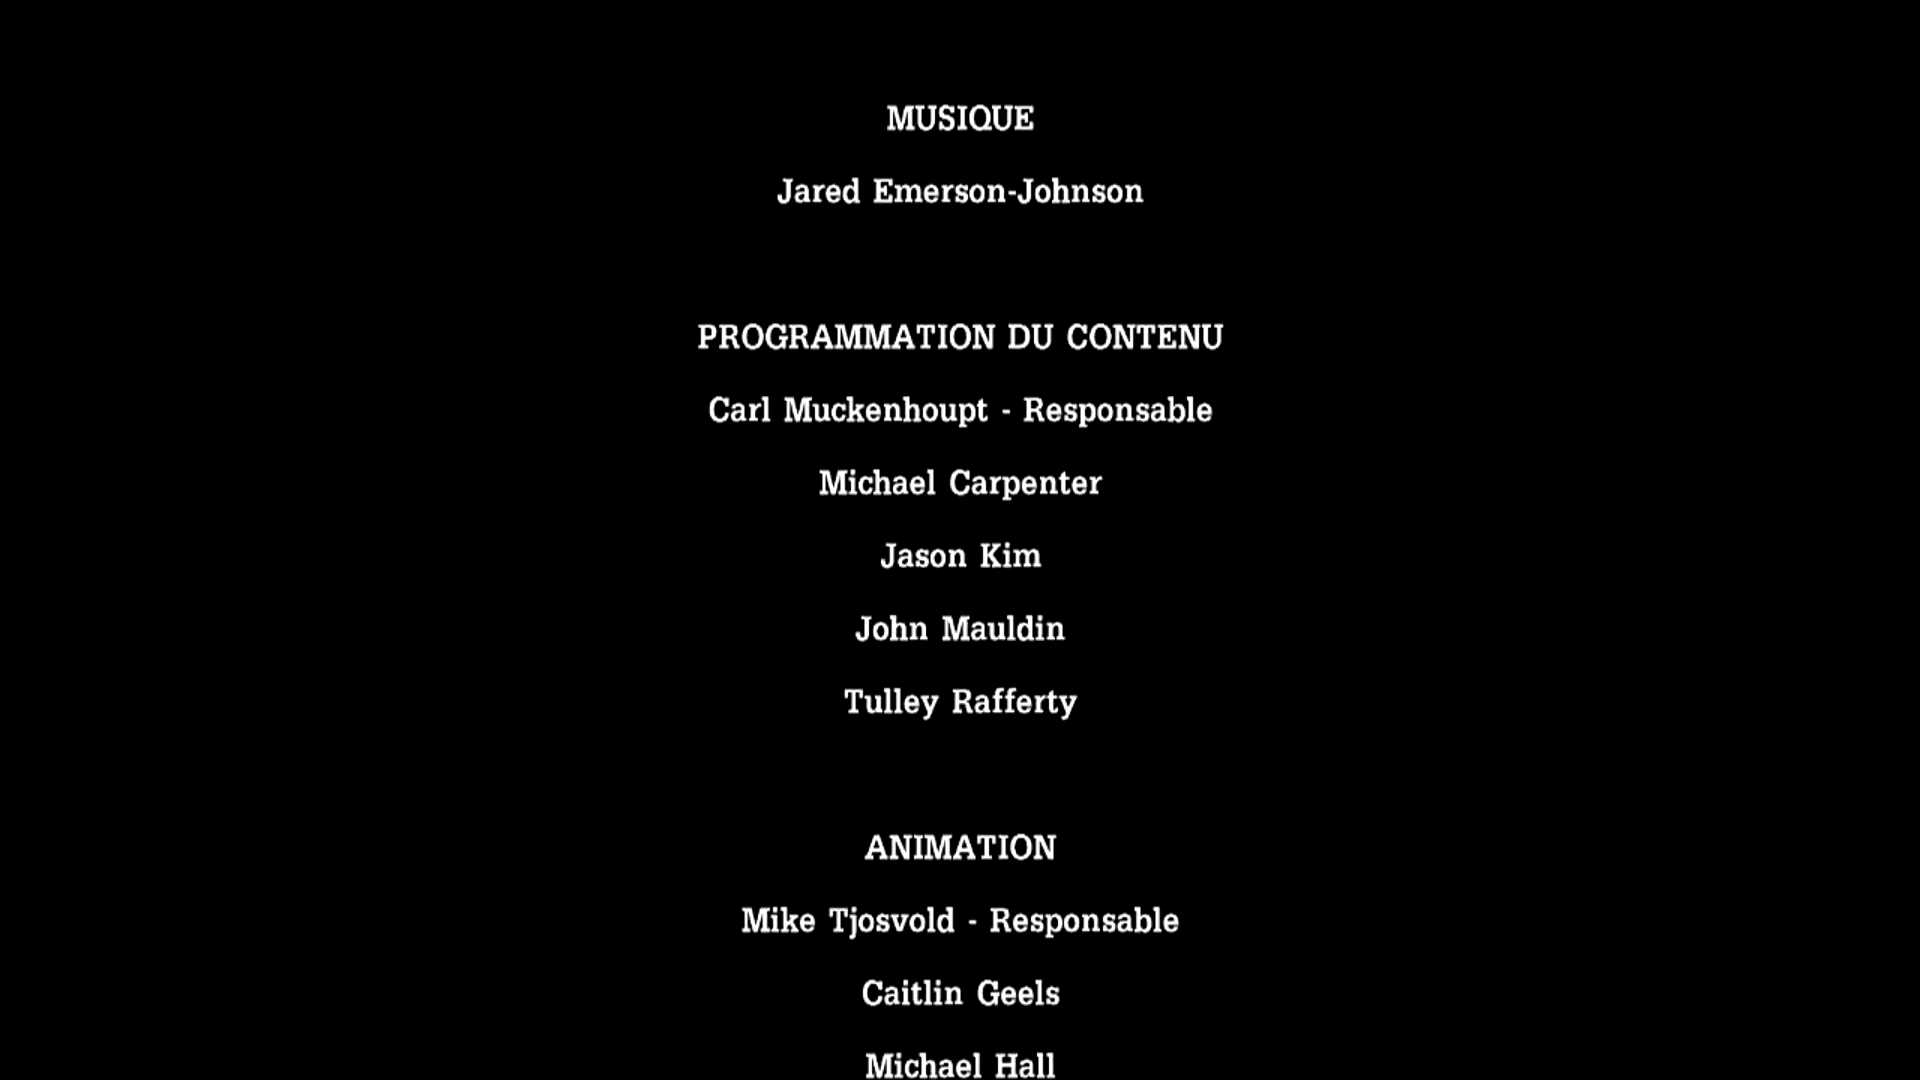 MUSIQUE
Jared Emerson-Johnson
PROGRAMMATION DU CONTENU
Carl Muckenhoupt - Responsable
Michael Carpenter
Jason Kim
John Mauldin
Tulley Rafferty
ANIMATION
Mike Tjosvold - Responsable
Caitlin Geels
Michael Hall